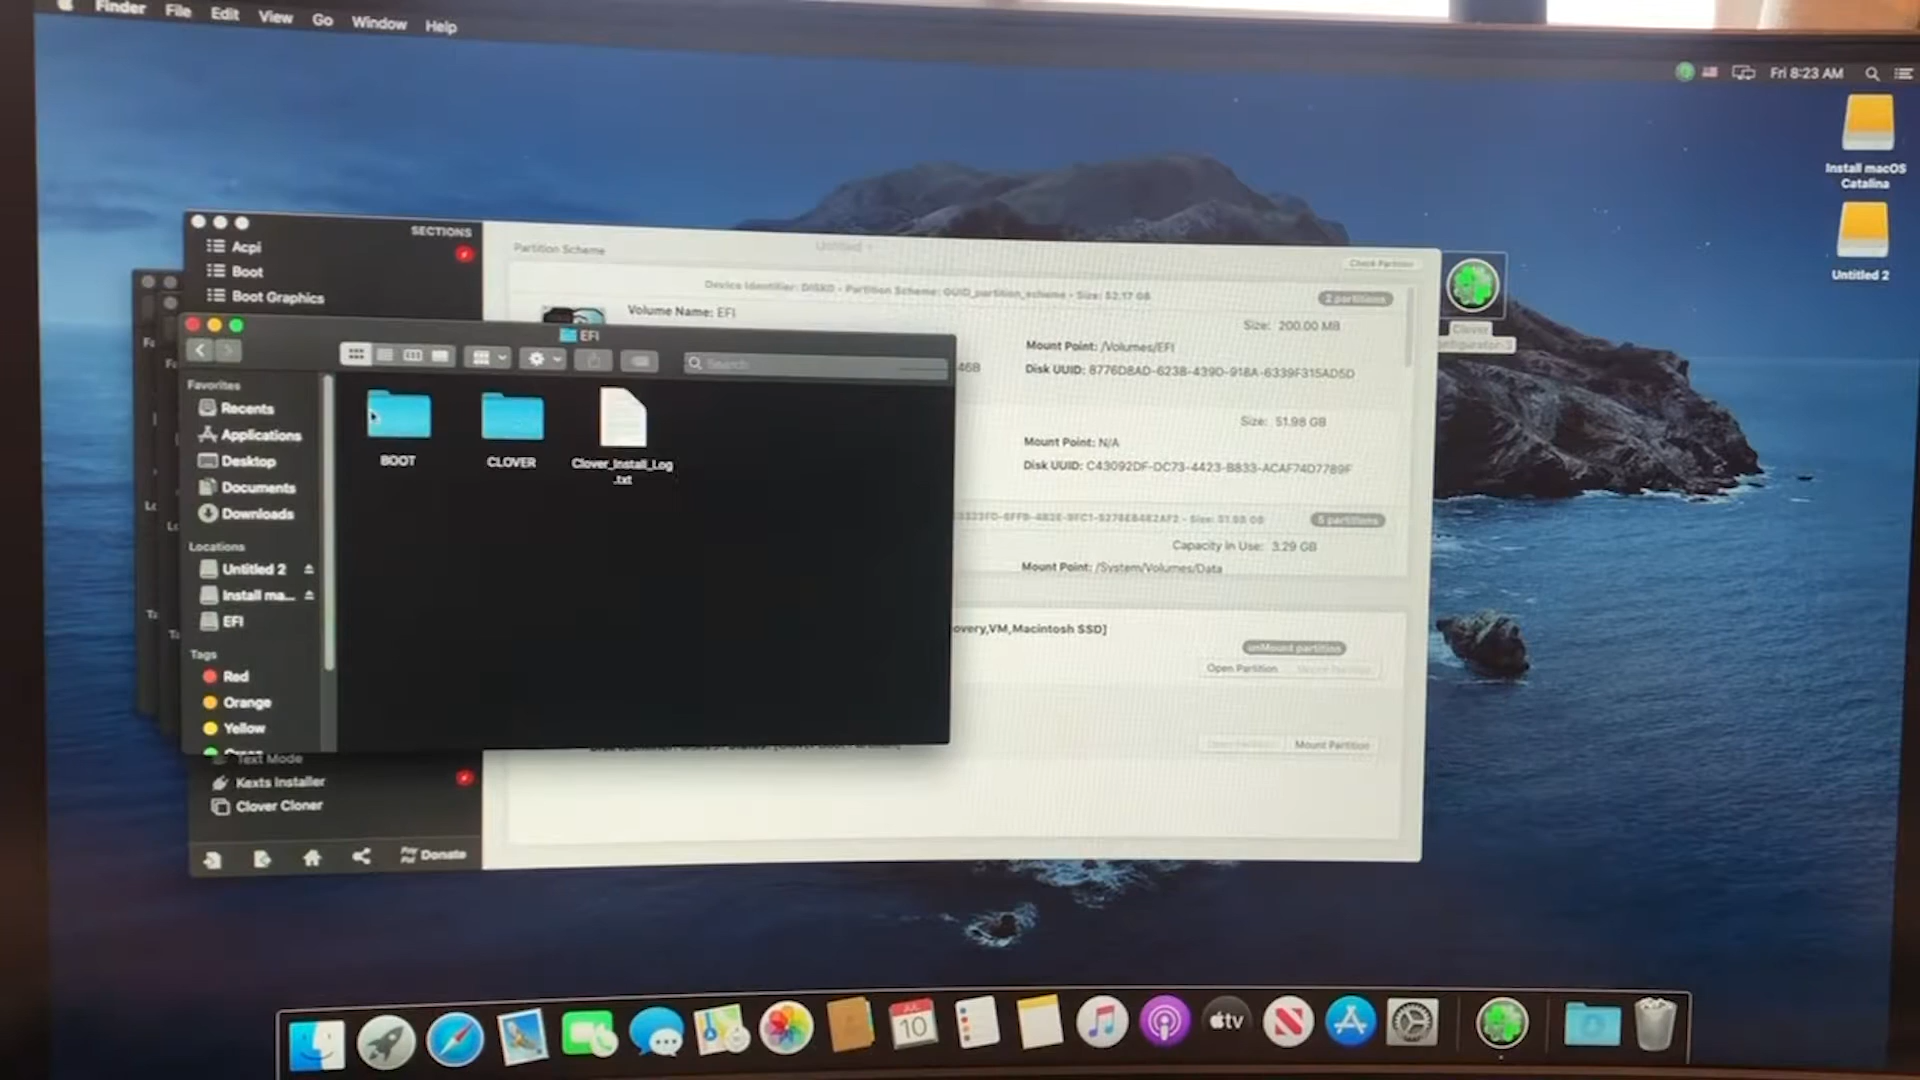 Finder File Edit View Go Window Help
Fri 8:23 AM
Install macOS
Catalina
Untitled 2
SECTIONS
Acpi
Boot
Boot Graphics
Partition Scheme
Untitled
Check Partition
Device Identifier: DISK0 - Partition Scheme: GUID_partition_scheme - Size: 52.17 GB
2 partitions
Volume Name: EFI
Size: 200.00 MB
Mount Point: /Volumes/EFI
Disk UUID: 8776D8AD-6238-439D-918A-6339F315AD5D
Size: 51.98 GB
Mount Point: N/A
Disk UUID: C43092DF-DC73-4423-B833-ACAF74D7789F
5 partitions
Capacity in Use: 3.29 GB
Mount Point: /System/Volumes/Data
overy,VM,Macintosh SSD]
unMount partition
Open Partition
Mount Partition
Clover
EFI
Search
Favorites
Recents
Applications
Desktop
Documents
Downloads
Locations
Untitled 2
Install ma...
EFI
Tags
Red
Orange
Yellow
BOOT
CLOVER
Clover_Install_Log
.txt
Text Mode
Kexts Installer
Clover Cloner
Donate
JUL
10
tv